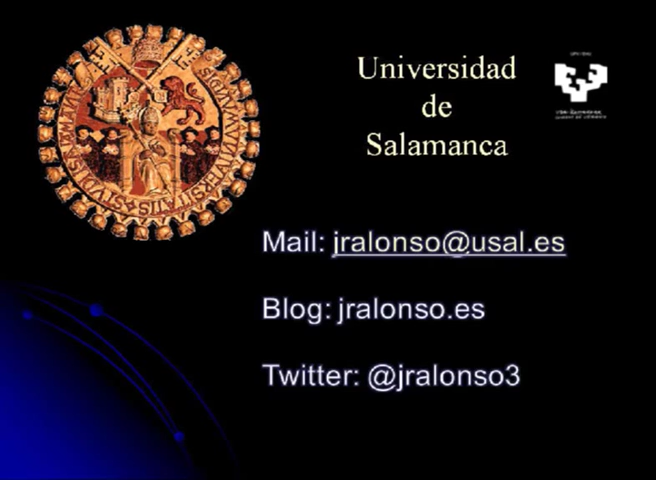 Universidad
de
Salamanca
Mail: jralonso@usal.es
Blog: jralonso.es
Twitter: @jralonso3